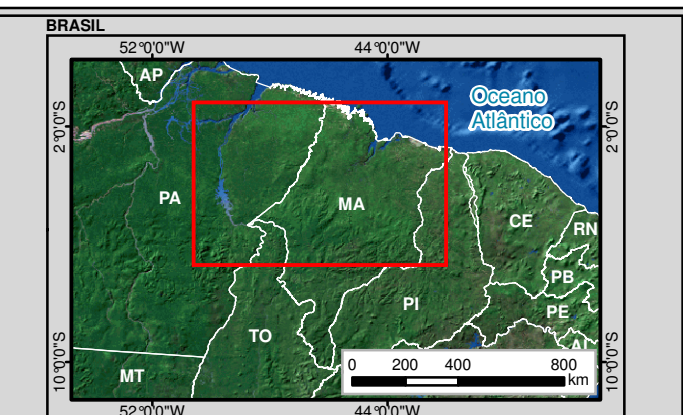 BRASIL
52°0'0"W 44°0'0"W
AP
Oceano
Atlântico
2°0'0"S 2°0'0"S
PA
MA
CE
RN
PB
PE
PI
TO
AL
MT
10°0'0"S 10°0'0"S
0 200 400 800
km
52°0'0"W 44°0'0"W